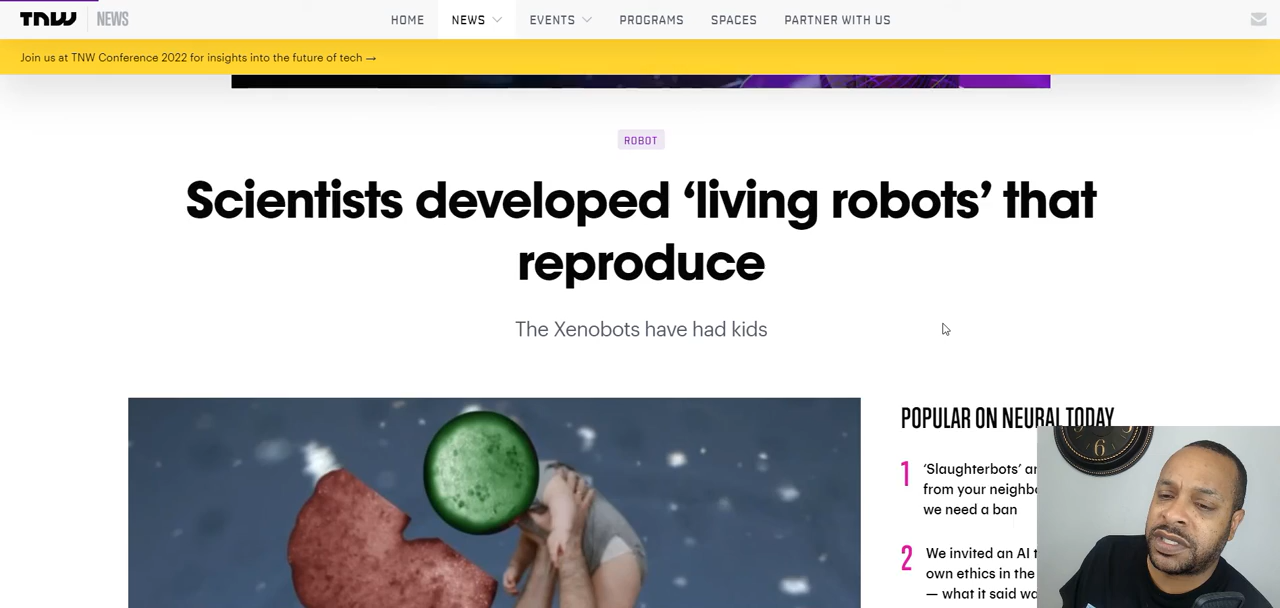 TNW NEWS HOME NEWS EVENTS PROGRAMS SPACES PARTNER WITH US
Join us at TNW Conference 2022 for insights into the future of tech →
ROBOT
Scientists developed ‘living robots’ that
reproduce
The Xenobots have had kids
POPULAR ON NEURAL TODAY
1 ‘Slaughterbots’
from your
we need a ban
2 We invited an AI
own ethics in the
— what it said
6